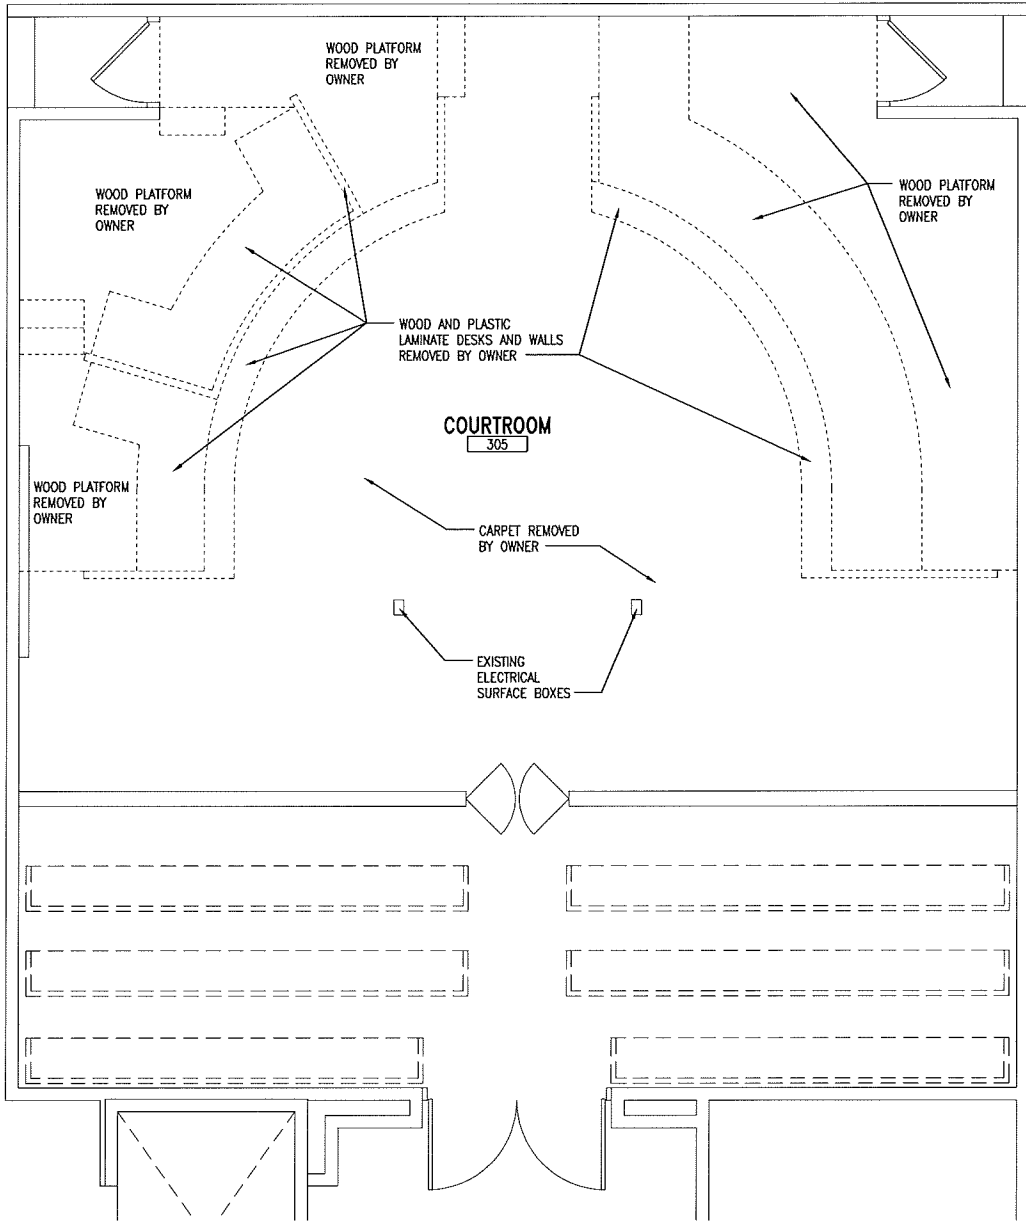 WOOD PLATFORM
REMOVED BY
OWNER
WOOD PLATFORM
REMOVED BY
OWNER
WOOD PLATFORM
REMOVED BY
OWNER
WOOD AND PLASTIC
LAMINATE DESKS AND WALLS
REMOVED BY OWNER
COURTROOM
305
WOOD PLATFORM
REMOVED BY
OWNER
CARPET REMOVED
BY OWNER
EXISTING
ELECTRICAL
SURFACE BOXES